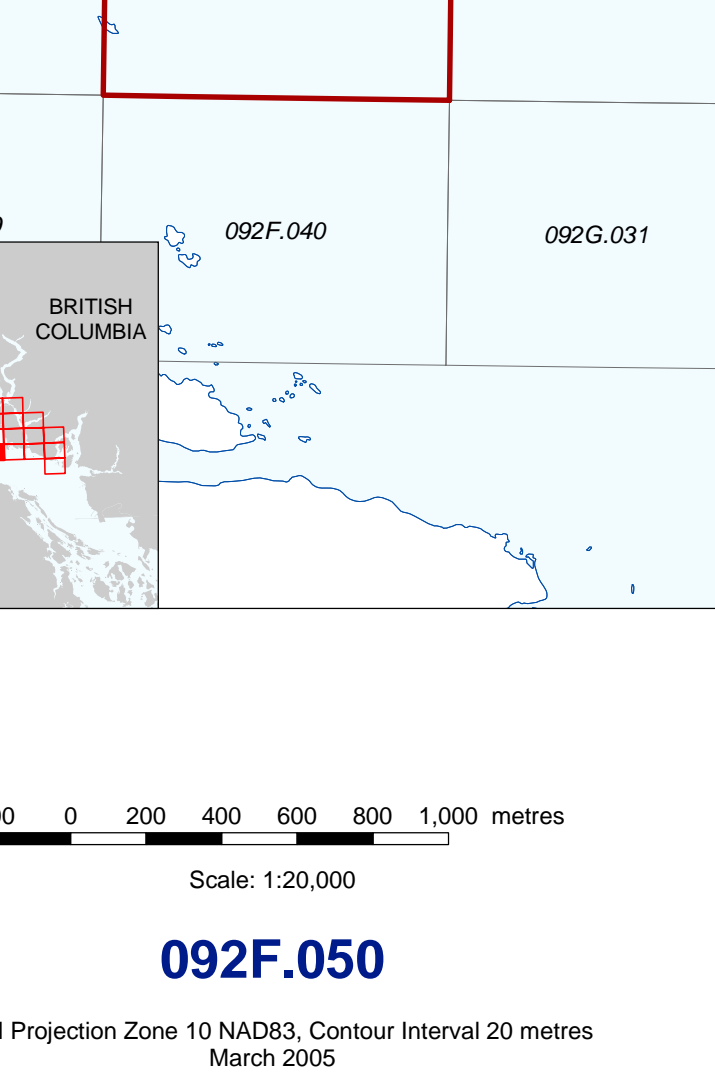 092F.040
092G.031
BRITISH
COLUMBIA
0 200 400 600 800 1,000 metres
Scale: 1:20,000
092F.050
Projection Zone 10 NAD83, Contour Interval 20 metres
March 2005